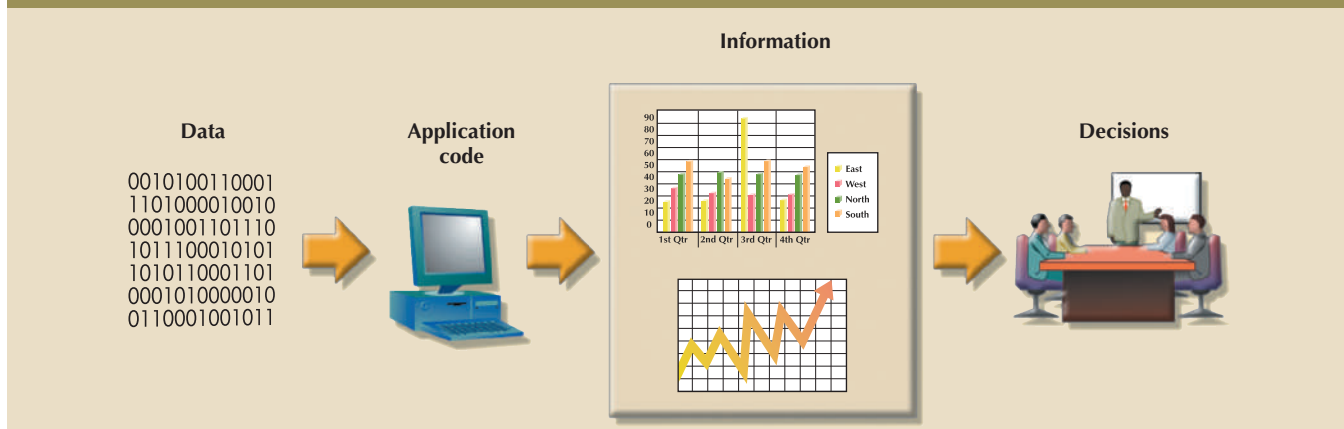 Information
Data
Application
code
Decisions
0010100110001
1101000010010
0001001101110
1011100010101
1010110001101
0001010000010
0110001001011
90
80
70
60
50
40
30
20
10
0
1st Qtr 2nd Qtr 3rd Qtr 4th Qtr
East
West
North
South